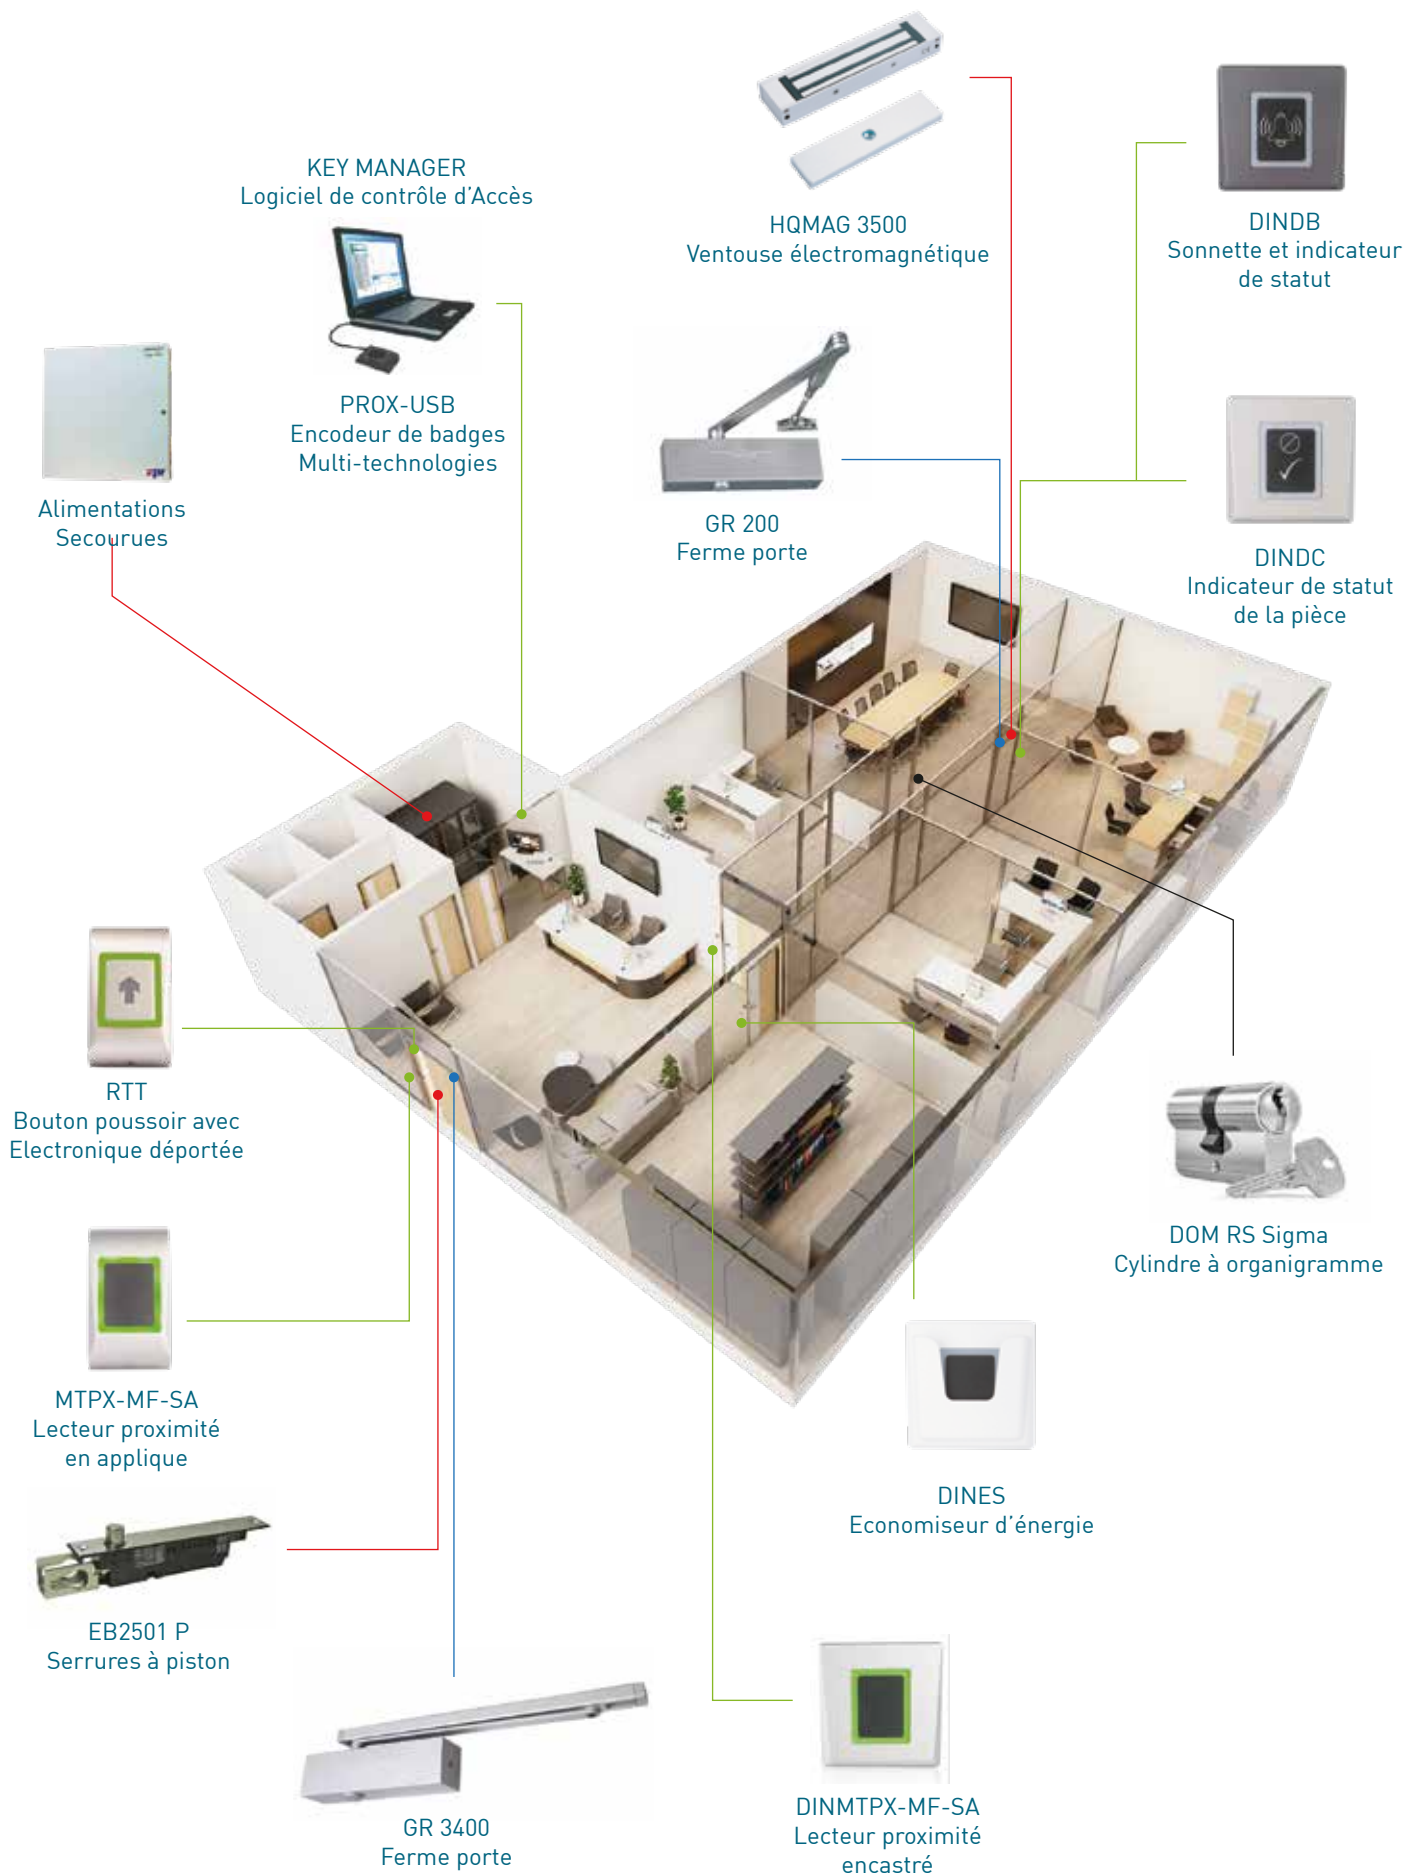 KEY MANAGER
Logiciel de contrôle d'Accès
HQMAG 3500
Ventouse électromagnétique
DINDB
Sonnette et indicateur
de statut
PROX-USB
Encodeur de badges
Multi-technologies
Alimentations
Secourues
GR 200
Ferme porte
DINDC
Indicateur de statut
de la pièce
RTT
Bouton poussoir avec
Electronique déportée
DOM RS Sigma
Cylindre à organigramme
MTPX-MF-SA
Lecteur proximité
en applique
DINES
Economiseur d'énergie
EB2501 P
Serrures à piston
GR 3400
Ferme porte
DINMTPX-MF-SA
Lecteur proximité
encastré